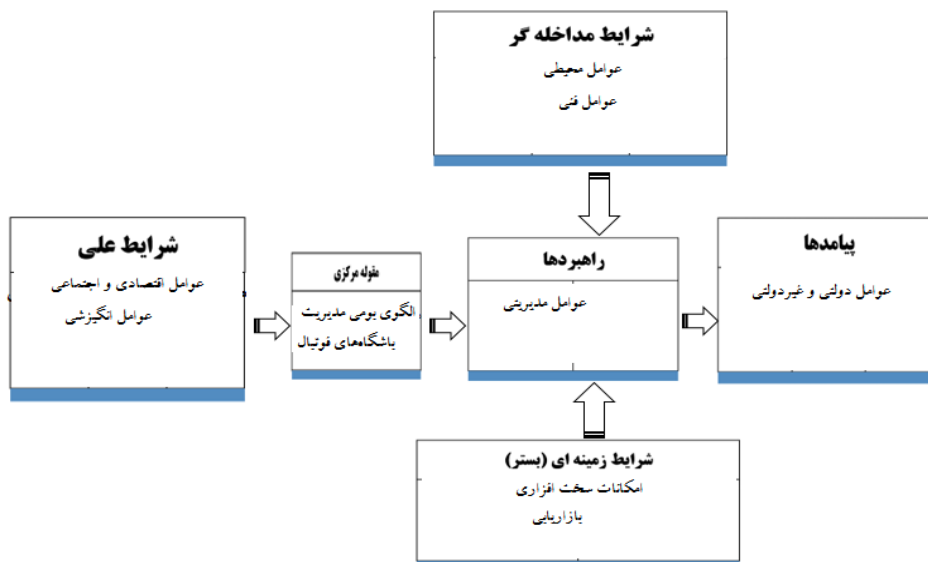 شرایط مداخله گر
عوامل محیطی
عوامل فنی
شرایط علی
عوامل اقتصادی و اجتماعی
عوامل انگیزشی
مقوله مرکزی
الگوی بومی مدیریت
باشگاه‌های فوتبال
راهبردها
عوامل مدیریتی
پیامدها
عوامل دولتی و غیردولتی
شرایط زمینه ای (بستر)
امکانات سخت افزاری
بازاریابی